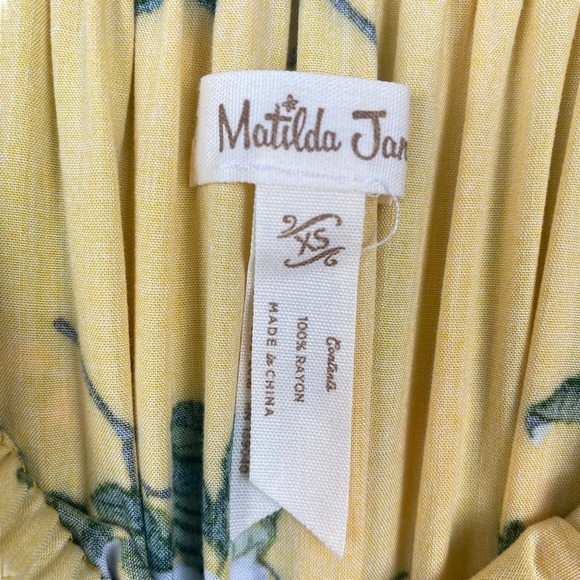 Matilda Jan
XS
Contents
100% RAYON
MADE in CHINA